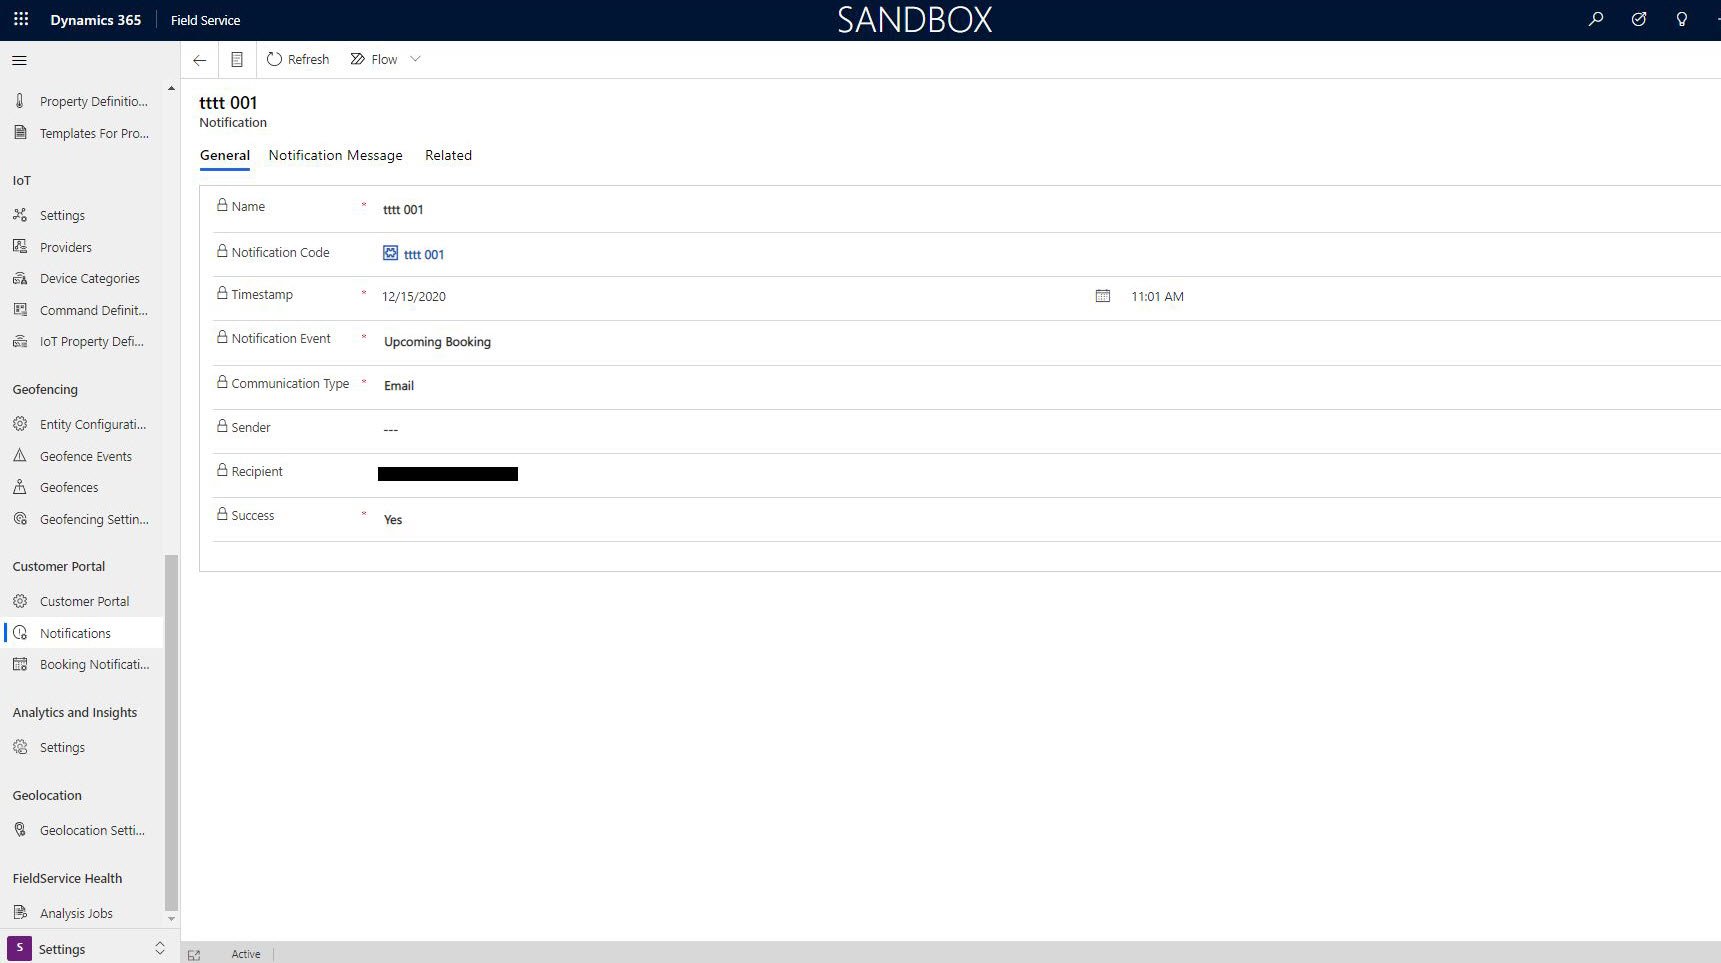 Dynamics 365
Field Service
SANDBOX
Refresh
Flow
Property Definitio...
Templates For Pro...
IoT
Settings
Providers
Device Categories
Command Definit...
IoT Property Defi...
Geofencing
Entity Configurati...
Geofence Events
Geofences
Geofencing Settin...
Customer Portal
Customer Portal
Notifications
Booking Notificati...
Analytics and Insights
Settings
Geolocation
Geolocation Setti...
FieldService Health
Analysis Jobs
S Settings
tttt 001
Notification
General Notification Message Related
Name * tttt 001
Notification Code tttt 001
Timestamp * 12/15/2020 11:01 AM
Notification Event * Upcoming Booking
Communication Type * Email
Sender ---
Recipient
Success * Yes
Active